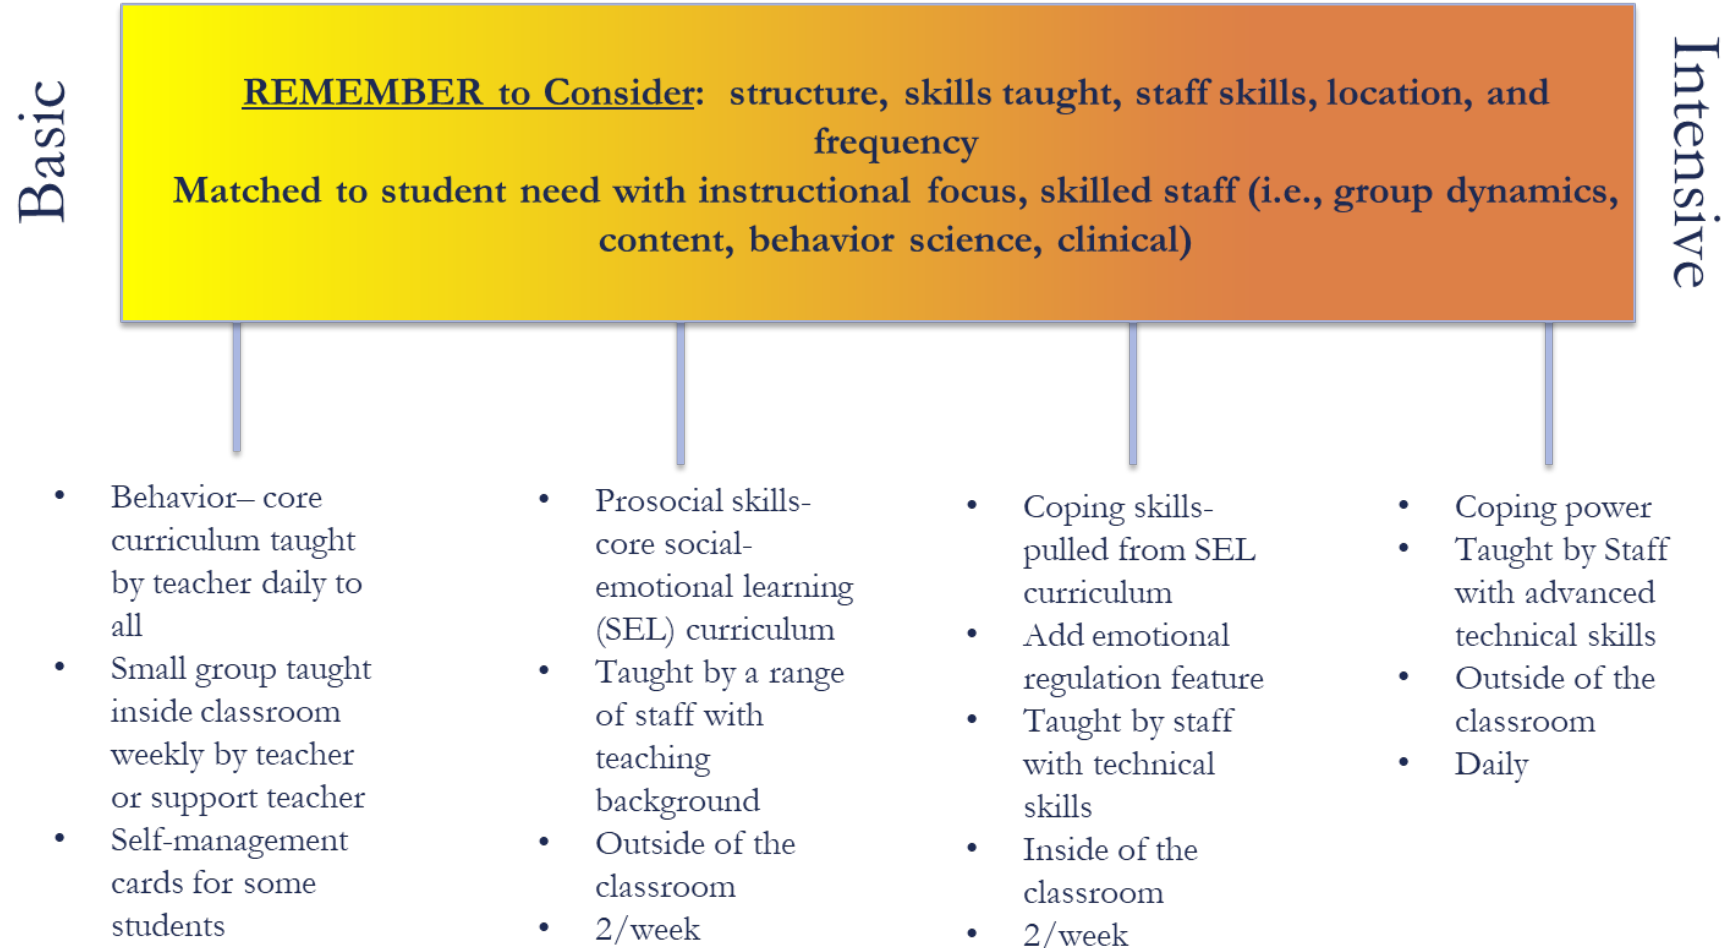 Basic
REMEMBER to Consider: structure, skills taught, staff skills, location, and
frequency
Matched to student need with instructional focus, skilled staff (i.e., group dynamics,
content, behavior science, clinical)
Intensive
• Behavior– core
curriculum taught
by teacher daily to
all
• Small group taught
inside classroom
weekly by teacher
or support teacher
• Self-management
cards for some
students
• Prosocial skills-
core social-
emotional learning
(SEL) curriculum
• Taught by a range
of staff with
teaching
background
• Outside of the
classroom
• 2/week
• Coping skills-
pulled from SEL
curriculum
• Add emotional
regulation feature
• Taught by staff
with technical
skills
• Inside of the
classroom
• 2/week
• Coping power
• Taught by Staff
with advanced
technical skills
• Outside of the
classroom
• Daily